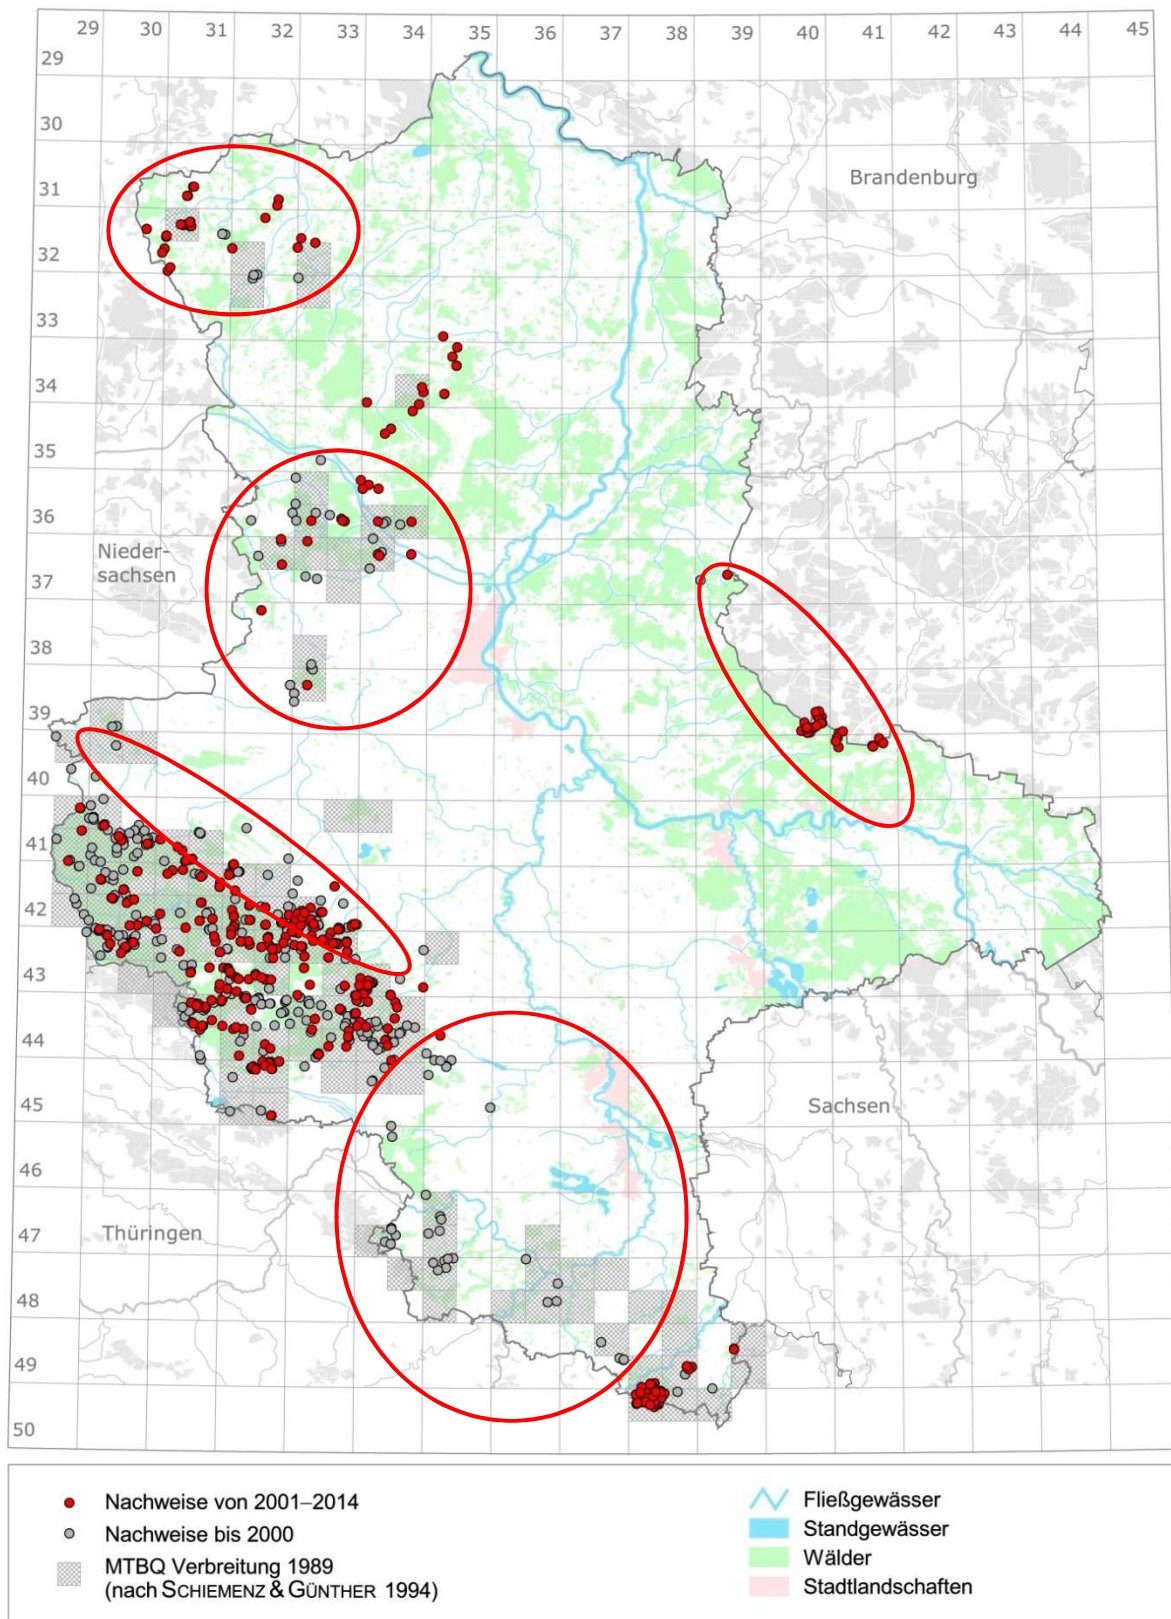 29 30 31 32 33 34 35 36 37 38 39 40 41 42 43 44 45
29
30
Brandenburg
31
32
33
34
35
36
Nieder-
sachsen
37
38
39
40
41
42
43
44
45
Sachsen
46
47
Thüringen
48
49
50
Nachweise von 2001–2014
Nachweise bis 2000
MTBQ Verbreitung 1989
(nach SCHIEMENZ & GÜNTHER 1994)
Fließgewässer
Standgewässer
Wälder
Stadtlandschaften